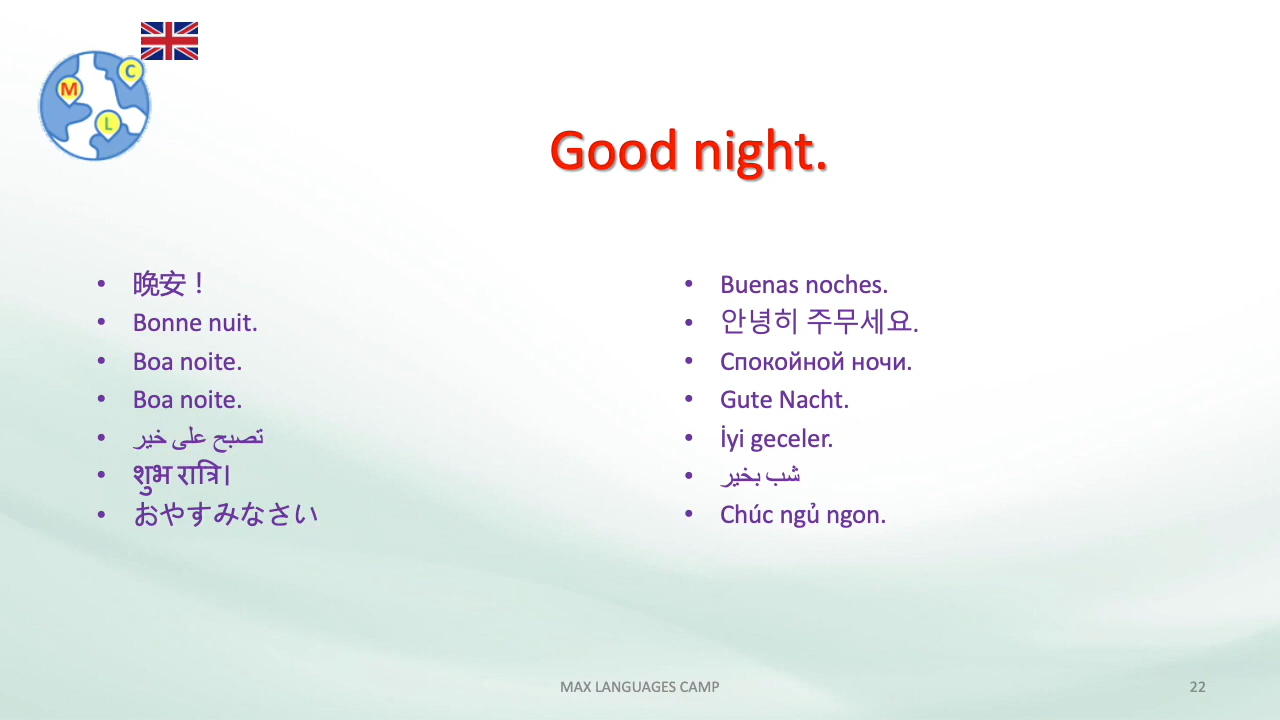 M
C
L
Good night.
• 晚安！
• Bonne nuit.
• Boa noite.
• Boa noite.
• تصبح على خير
• शुभ रात्रि।
• おやすみなさい
• Buenas noches.
• 안녕히 주무세요.
• Спокойной ночи.
• Gute Nacht.
• İyi geceler.
• شب بخیر
• Chúc ngủ ngon.
MAX LANGUAGES CAMP
22